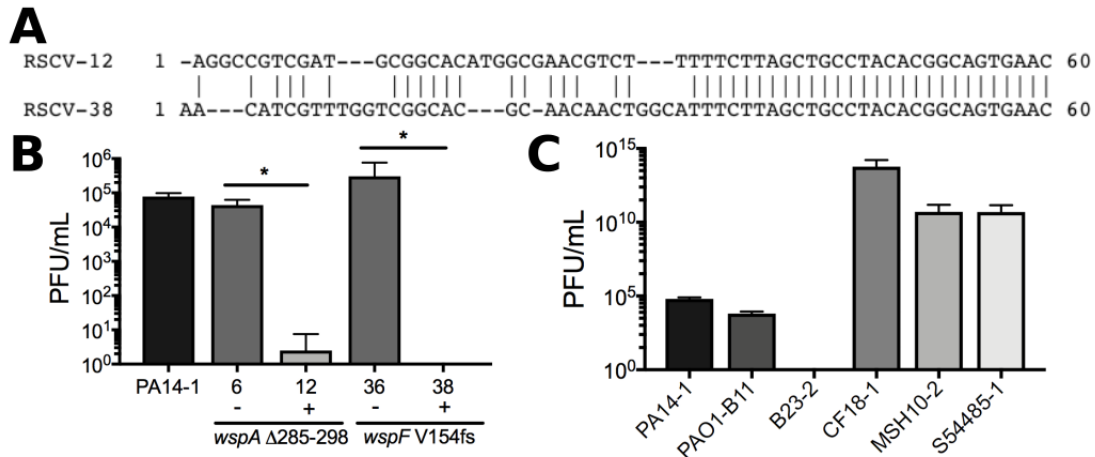 A
RSCV-12 1 -AGGCCGTCGAT---GCGGCACATGGCGAACGTCT---TTTTCTTAGCTGCCTACACGGCAGTGAAC 60
RSCV-38 1 AA---CATCGTTTGGTCGGCAC---GC-AACAACTGGCATTTCTTAGCTGCCTACACGGCAGTGAAC 60
B
PFU/mL
10⁶
10⁵
10⁴
10³
10²
10¹
10⁰
* *
PA14-1 6 12 36 38
- + - +
wspA Δ285-298 wspF V154fs
C
PFU/mL
10¹⁵
10¹⁰
10⁵
10⁰
PA14-1
PAO1-B11
B23-2
CF18-1
MSH10-2
S54485-1